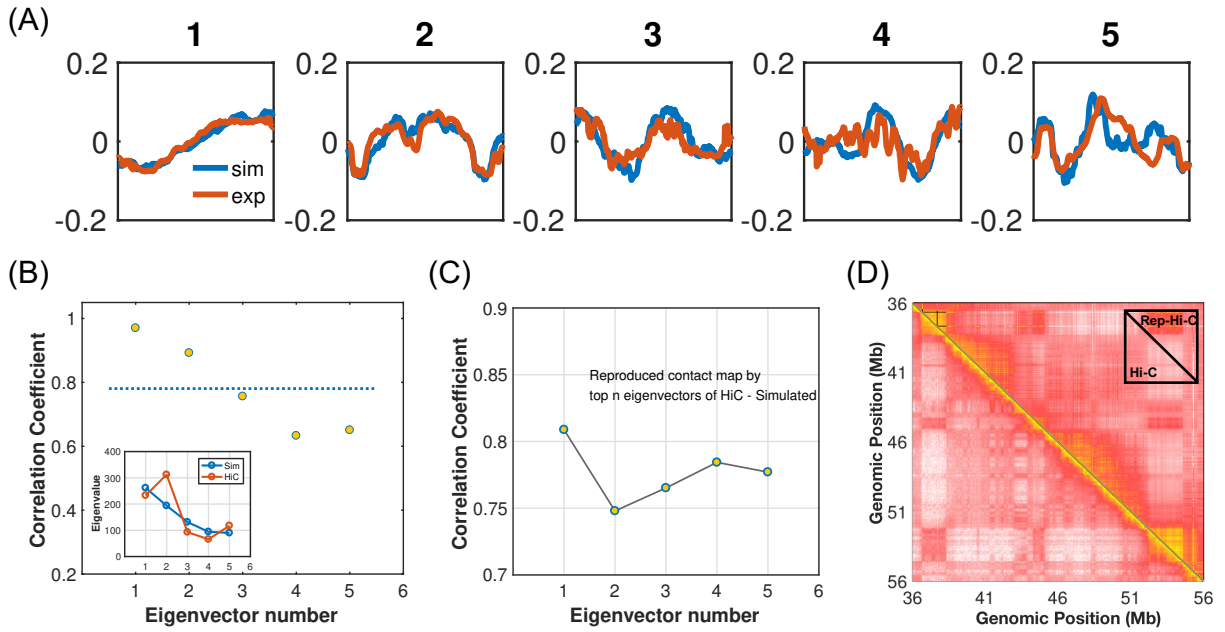 (A)
1 2 3 4 5
0.2 0.2 0.2 0.2 0.2
0 0 0 0 0
sim
exp
-0.2 -0.2 -0.2 -0.2 -0.2
(B)
Correlation Coefficient
1
0.8
0.6
0.4
0.2
1 2 3 4 5 6
Eigenvector number
Eigenvalue
400
300
200
100
0
1 2 3 4 5 6
Sim
HiC
(C)
Correlation Coefficient
0.9
0.85
0.8
0.75
0.7
Reproduced contact map by
top n eigenvectors of HiC - Simulated
1 2 3 4 5 6
Eigenvector number
(D)
Genomic Position (Mb)
36
41
46
51
56
Rep-Hi-C
Hi-C
36 41 46 51 56
Genomic Position (Mb)